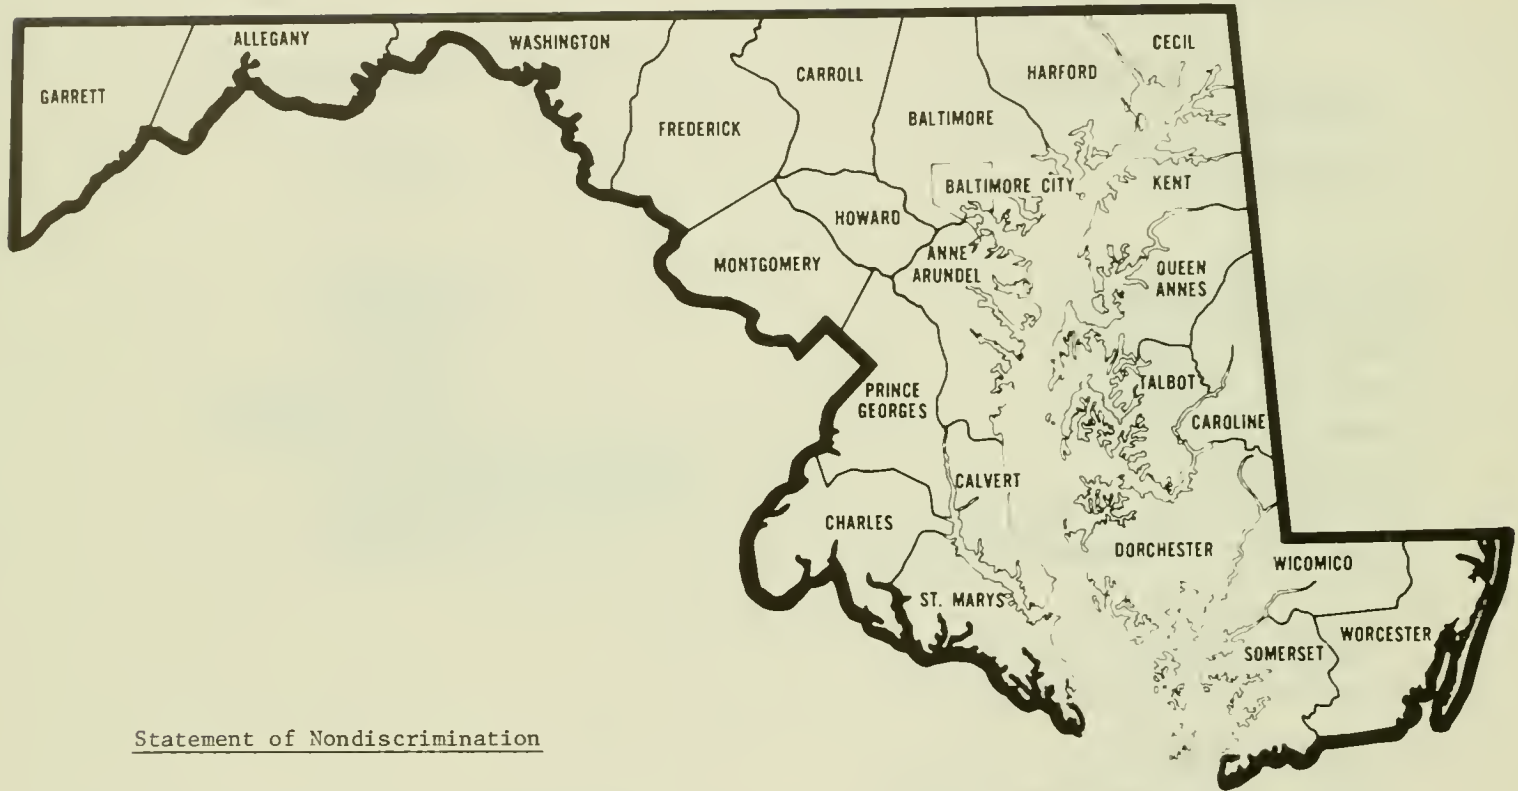 GARRETT
ALLEGANY
WASHINGTON
FREDERICK
CARROLL
BALTIMORE
HARFORD
CECIL
BALTIMORE CITY
KENT
HOWARD
MONTGOMERY
ANNE
ARUNDEL
QUEEN
ANNES
PRINCE
GEORGES
TALBOT
CAROLINE
CALVERT
CHARLES
DORCHESTER
WICOMICO
ST. MARYS
SOMERSET
WORCESTER
Statement of Nondiscrimination